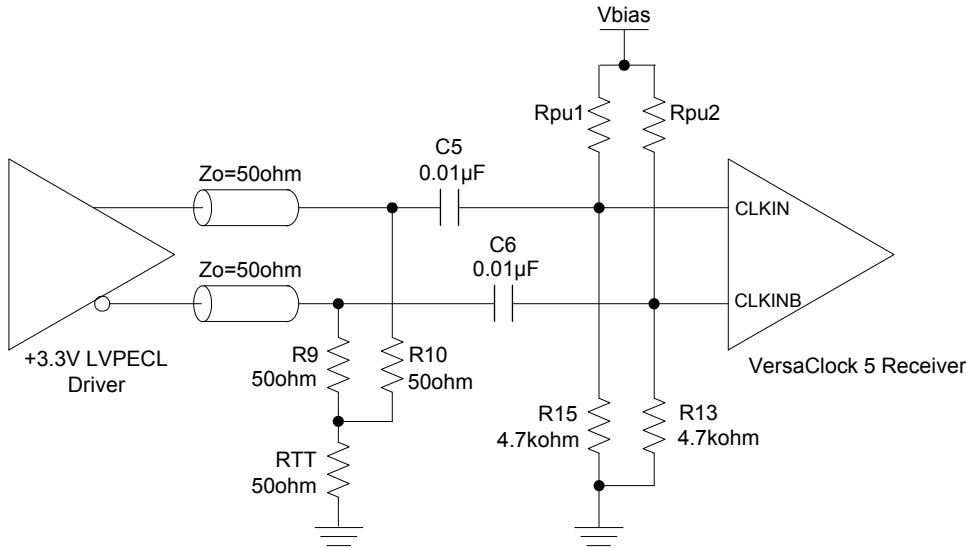 Vbias
Rpu1
Rpu2
C5
0.01µF
Zo=50ohm
CLKIN
C6
0.01µF
Zo=50ohm
CLKINB
+3.3V LVPECL
Driver
R9
50ohm
R10
50ohm
VersaClock 5 Receiver
R15
4.7kohm
R13
4.7kohm
RTT
50ohm